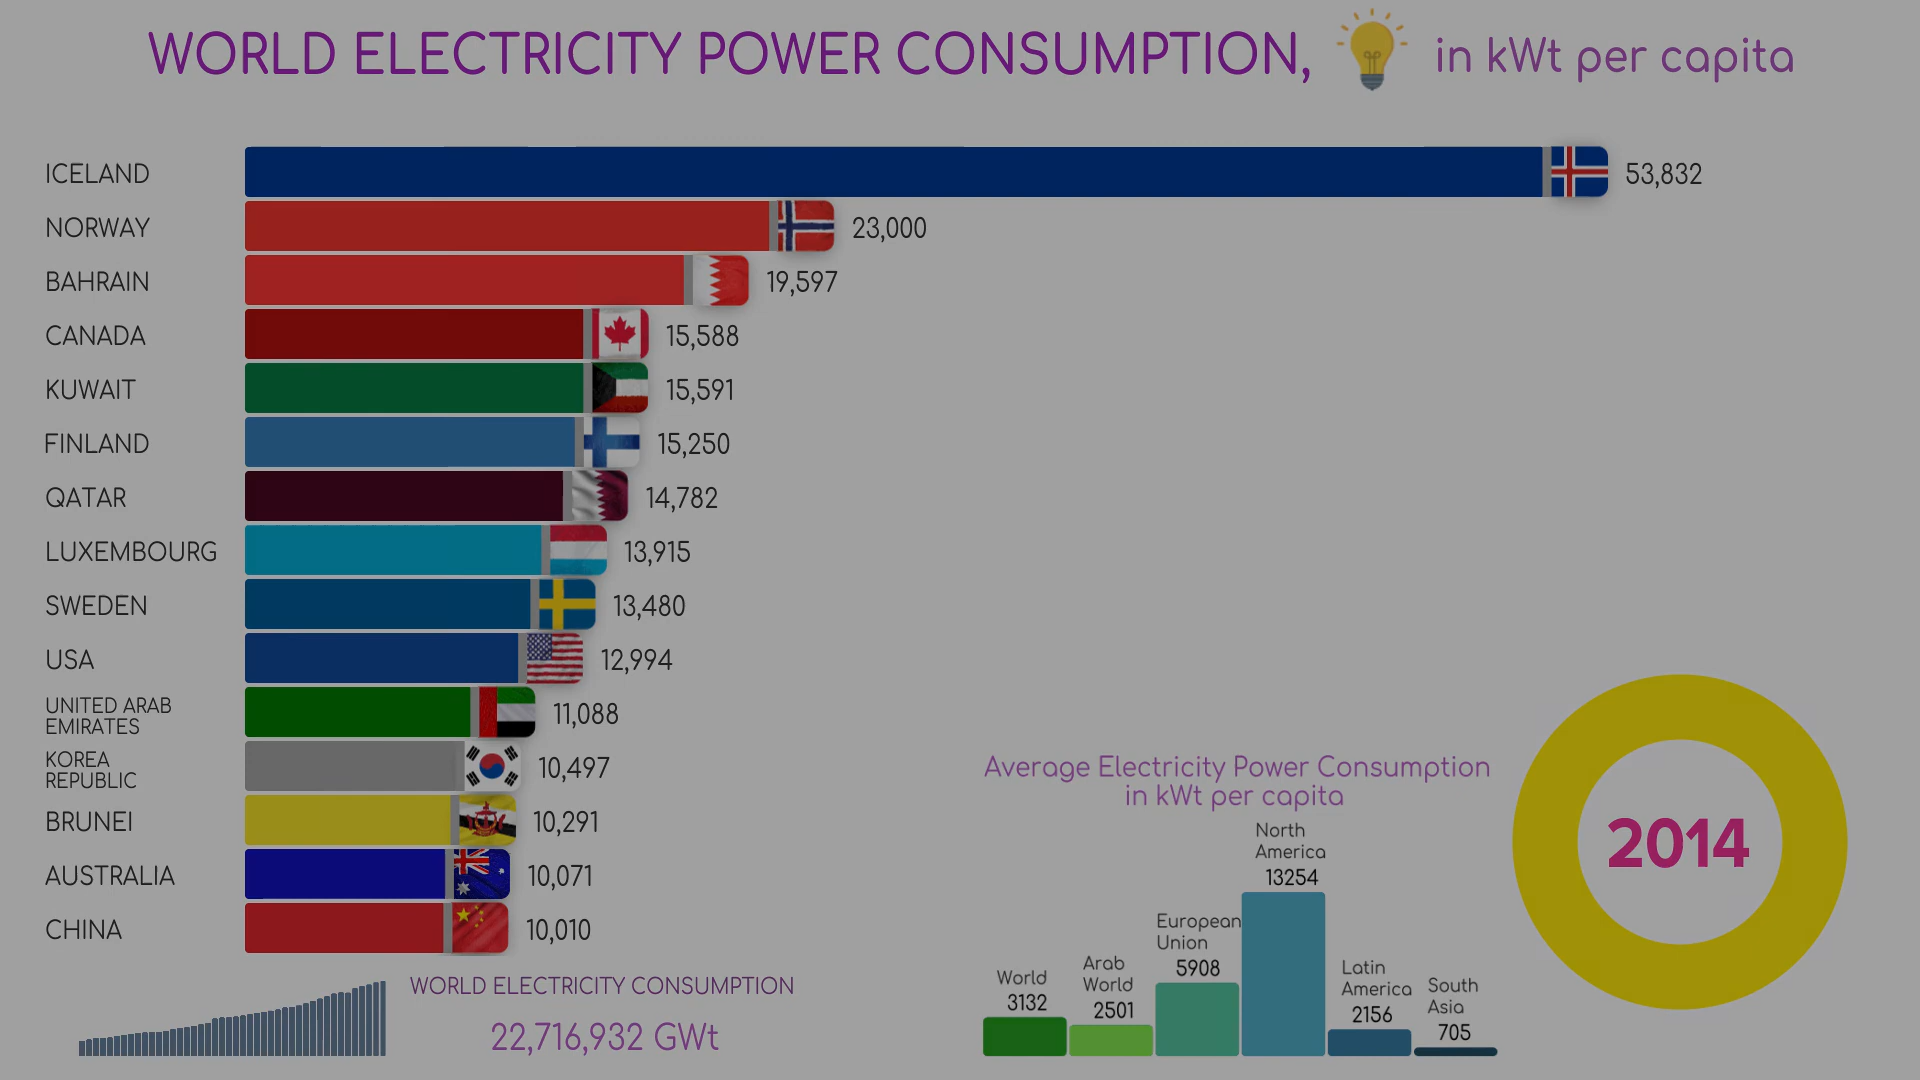 WORLD ELECTRICITY POWER CONSUMPTION, in kWt per capita
ICELAND 53,832
NORWAY 23,000
BAHRAIN 19,597
CANADA 15,588
KUWAIT 15,591
FINLAND 15,250
QATAR 14,782
LUXEMBOURG 13,915
SWEDEN 13,480
USA 12,994
UNITED ARAB
EMIRATES 11,088
KOREA
REPUBLIC 10,497
BRUNEI 10,291
AUSTRALIA 10,071
CHINA 10,010
WORLD ELECTRICITY CONSUMPTION
22,716,932 GWt
Average Electricity Power Consumption
in kWt per capita
World
3132
Arab
World
2501
European
Union
5908
North
America
13254
Latin
America
2156
South
Asia
705
2014